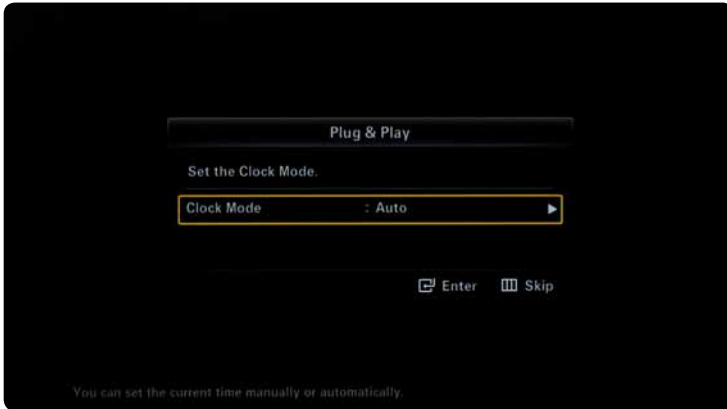 Plug & Play
Set the Clock Mode.
Clock Mode : Auto
Enter Skip
You can set the current time manually or automatically.